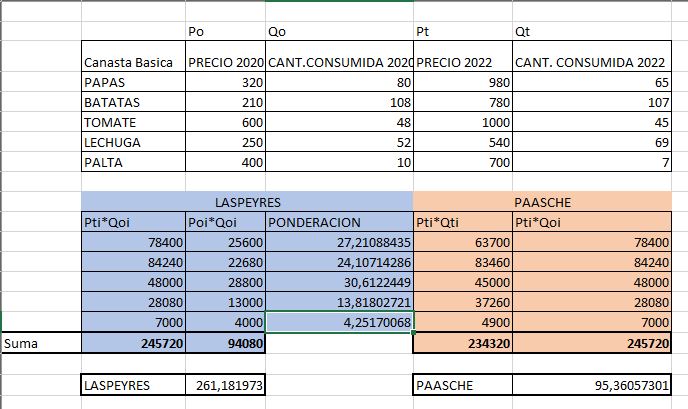 Po Qo Pt Qt
Canasta Basica PRECIO 2020 CANT.CONSUMIDA 2020 PRECIO 2022 CANT. CONSUMIDA 2022
PAPAS 320 80 980 65
BATATAS 210 108 780 107
TOMATE 600 48 1000 45
LECHUGA 250 52 540 69
PALTA 400 10 700 7
LASPEYRES PAASCHE
Pti*Qoi Poi*Qoi PONDERACION Pti*Qti Pti*Qoi
78400 25600 27,21088435 63700 78400
84240 22680 24,10714286 83460 84240
48000 28800 30,6122449 45000 48000
28080 13000 13,81802721 37260 28080
7000 4000 4,25170068 4900 7000
Suma 245720 94080 234320 245720
LASPEYRES 261,181973 PAASCHE 95,36057301